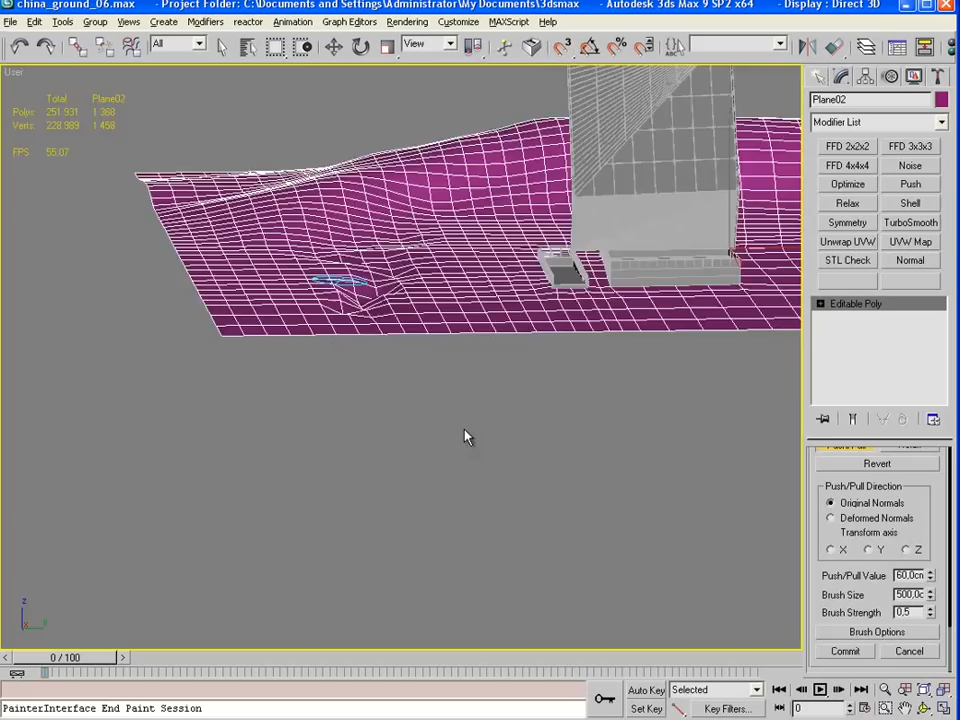 china_ground_06.max - Project Folder: C:\Documents and Settings\Administrator\My Documents\3dsmax - Autodesk 3ds Max 9 SP2 x64 - Display : Direct 3D
File Edit Tools Group Views Create Modifiers reactor Animation Graph Editors Rendering Customize MAXScript Help
All
View
User
Total Plane02
Polys: 251 931 1 368
Verts: 228 989 1 458
FPS 55.07
Plane02
Modifier List
FFD 2x2x2 FFD 3x3x3
FFD 4x4x4 Noise
Optimize Push
Relax Shell
Symmetry TurboSmooth
Unwrap UVW UVW Map
STL Check Normal
Editable Poly
Revert
Push/Pull Direction
Original Normals
Deformed Normals
Transform axis
X Y Z
Push/Pull Value 60,0cm
Brush Size 500,0c
Brush Strength 0,5
Brush Options
Commit Cancel
z
x y
0 / 100
Auto Key Selected
Set Key Key Filters... 0
PainterInterface End Paint Session